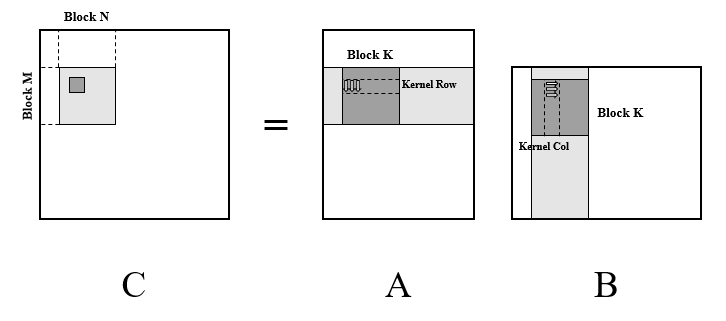 Block N
Block M
=
Block K
Kernel Row
Block K
Kernel Col
C
A
B